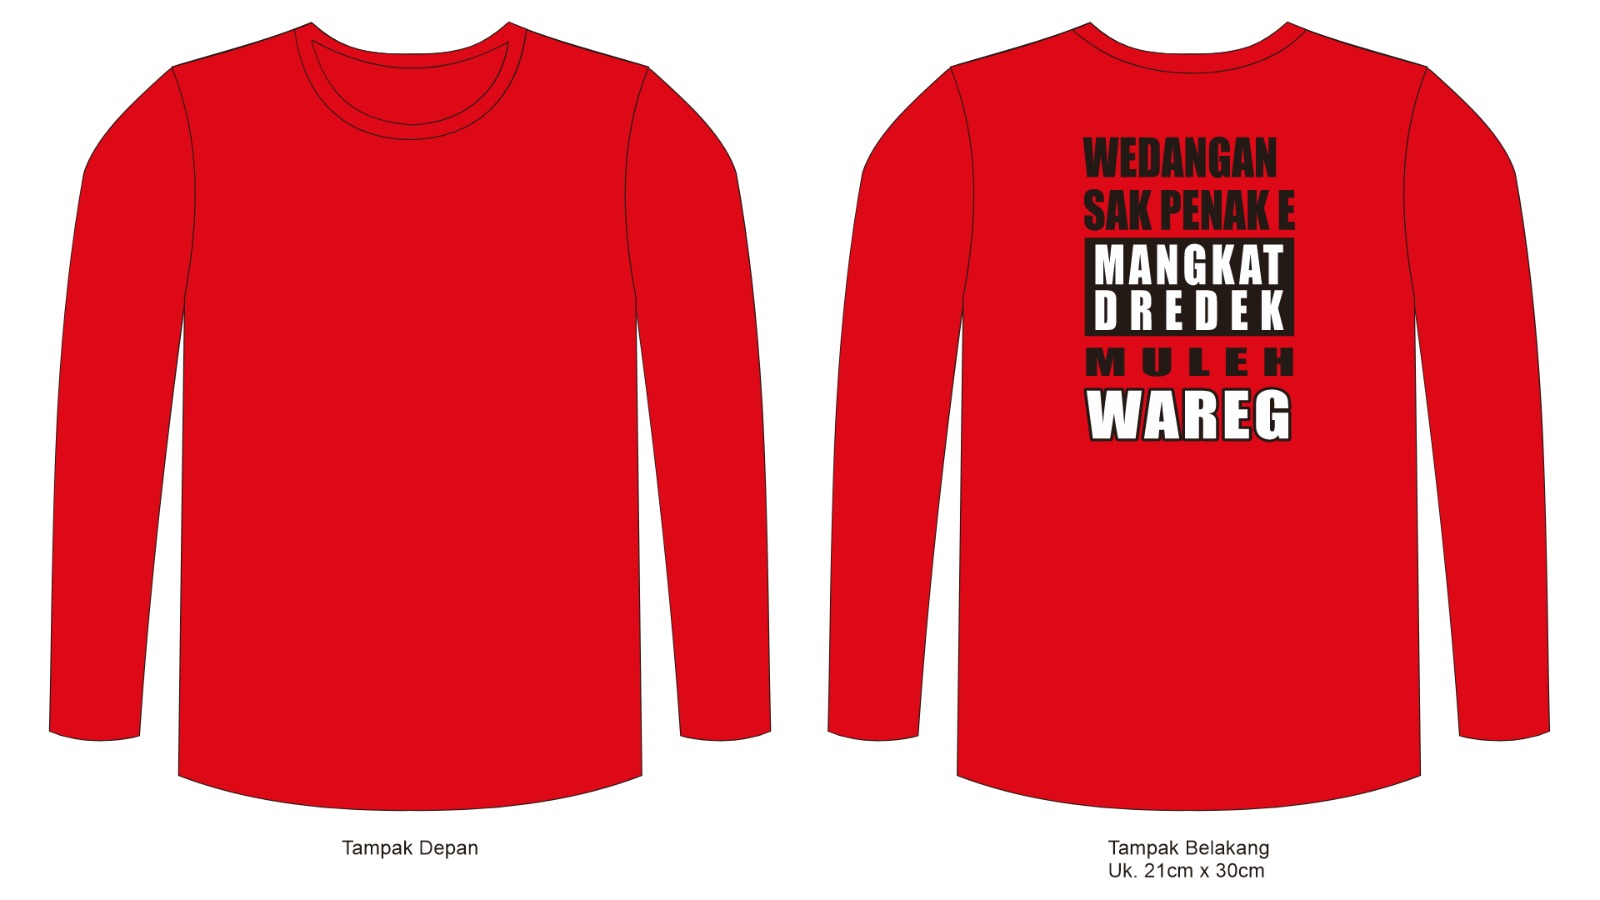 WEDANGAN
SAK PENAK E
MANGKAT
DREDEK
MULEH
WAREG
Tampak Depan
Tampak Belakang
Uk. 21cm x 30cm